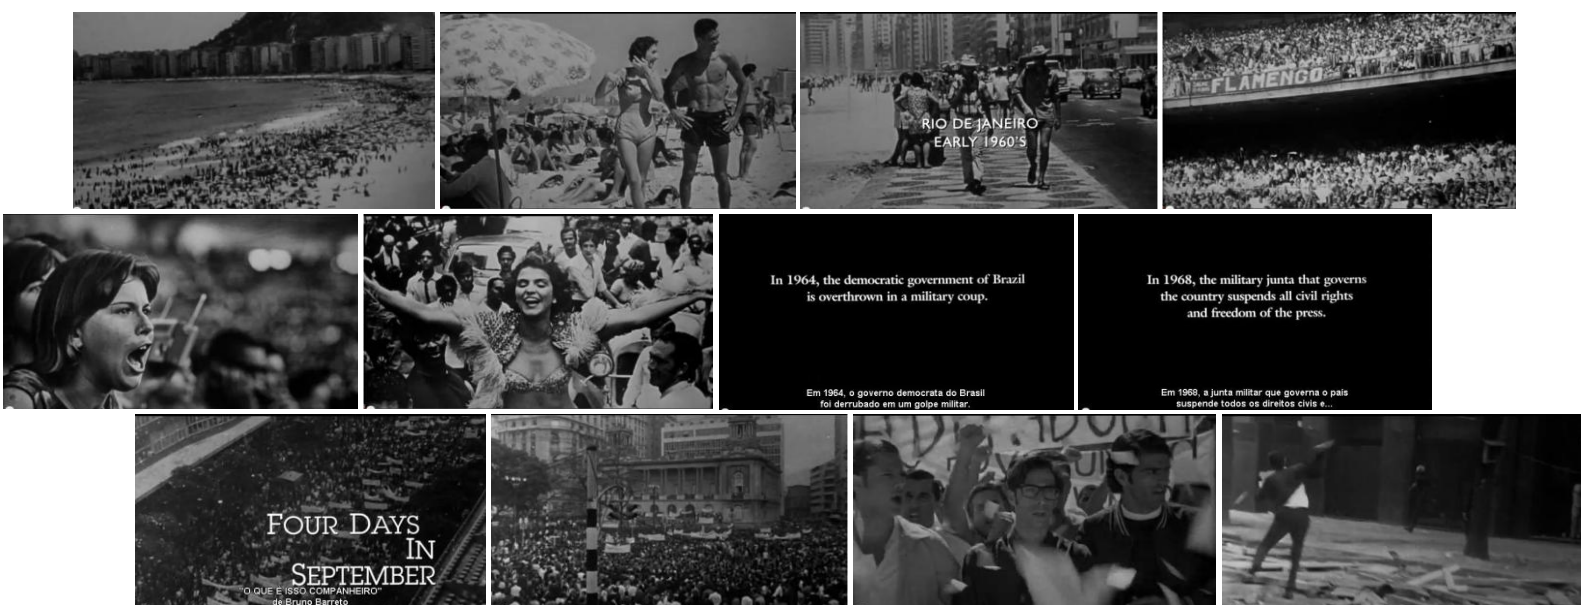 RIO DE JANEIRO
EARLY 1960'S
FLAMENGO
In 1964, the democratic government of Brazil
is overthrown in a military coup.
Em 1964, o governo democrata do Brasil
foi derrubado em um golpe militar.
In 1968, the military junta that governs
the country suspends all civil rights
and freedom of the press.
Em 1968, a junta militar que governa o país
suspende todos os direitos civis e...
FOUR DAYS
IN
SEPTEMBER
"O QUE É ISSO COMPANHEIRO"
de Bruno Barreto